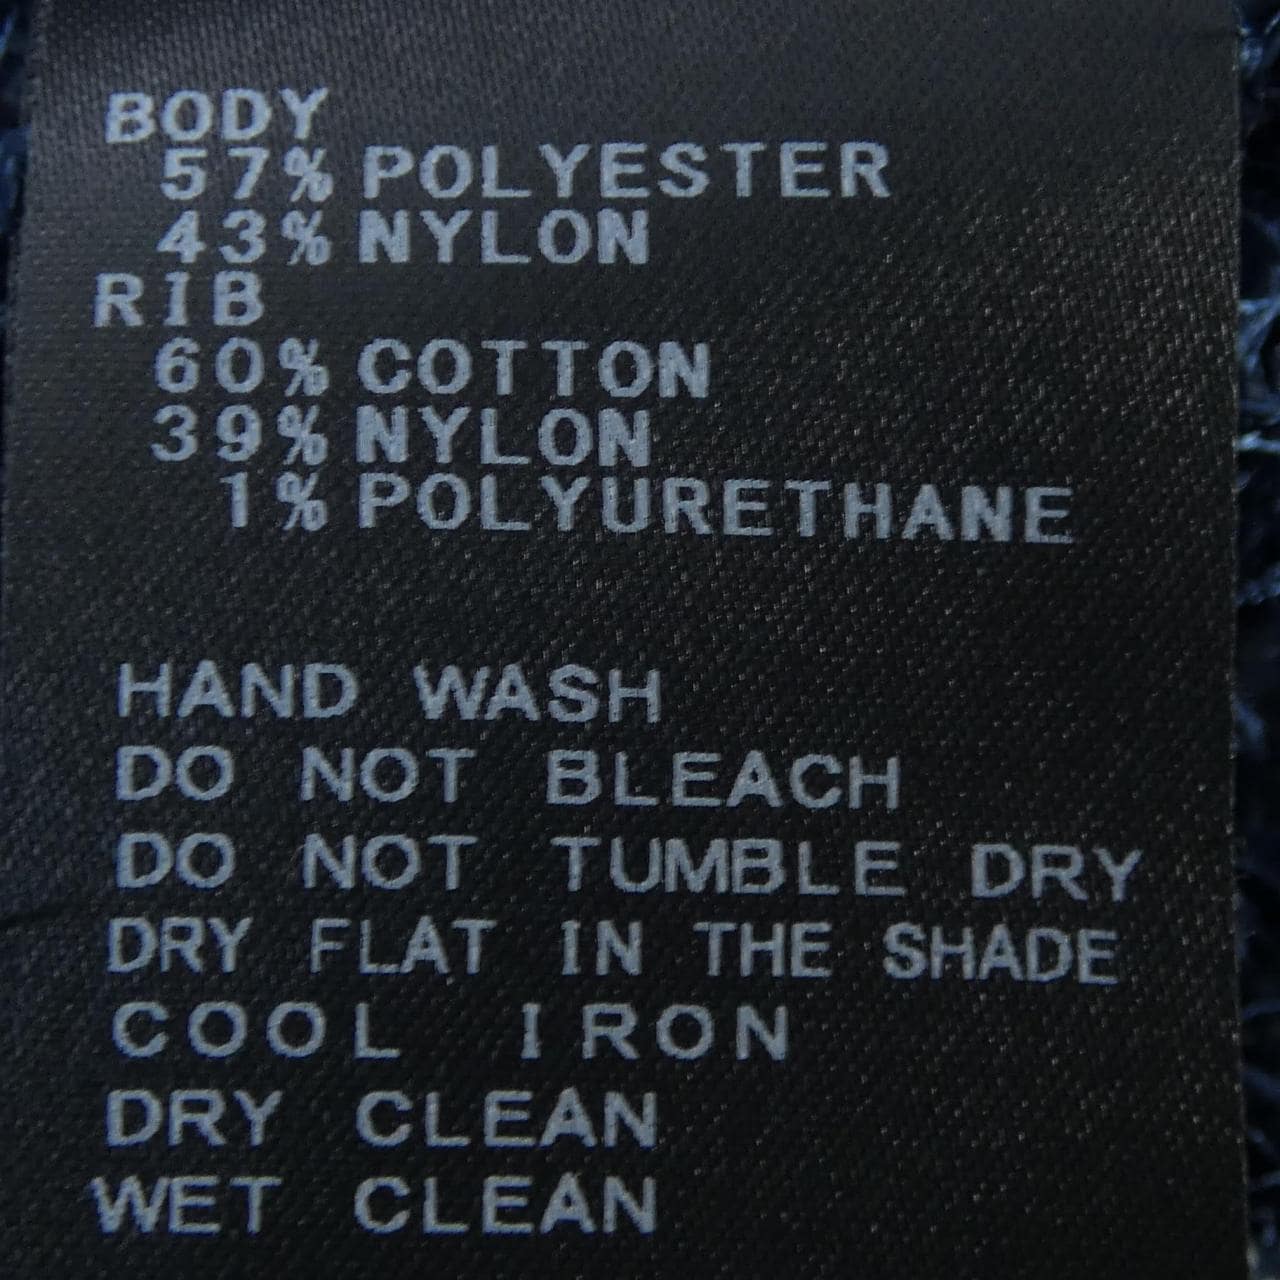 BODY
57% POLYESTER
43% NYLON
RIB
60% COTTON
39% NYLON
1% POLYURETHANE
HAND WASH
DO NOT BLEACH
DO NOT TUMBLE DRY
DRY FLAT IN THE SHADE
COOL IRON
DRY CLEAN
WET CLEAN